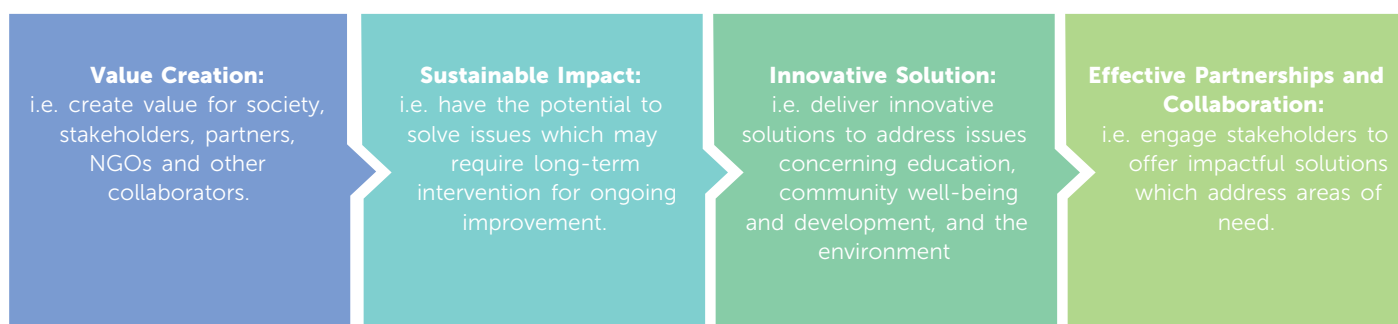 Value Creation:
i.e. create value for society,
stakeholders, partners,
NGOs and other
collaborators.
Sustainable Impact:
i.e. have the potential to
solve issues which may
require long-term
intervention for ongoing
improvement.
Innovative Solution:
i.e. deliver innovative
solutions to address issues
concerning education,
community well-being
and development, and the
environment
Effective Partnerships and
Collaboration:
i.e. engage stakeholders to
offer impactful solutions
which address areas of
need.